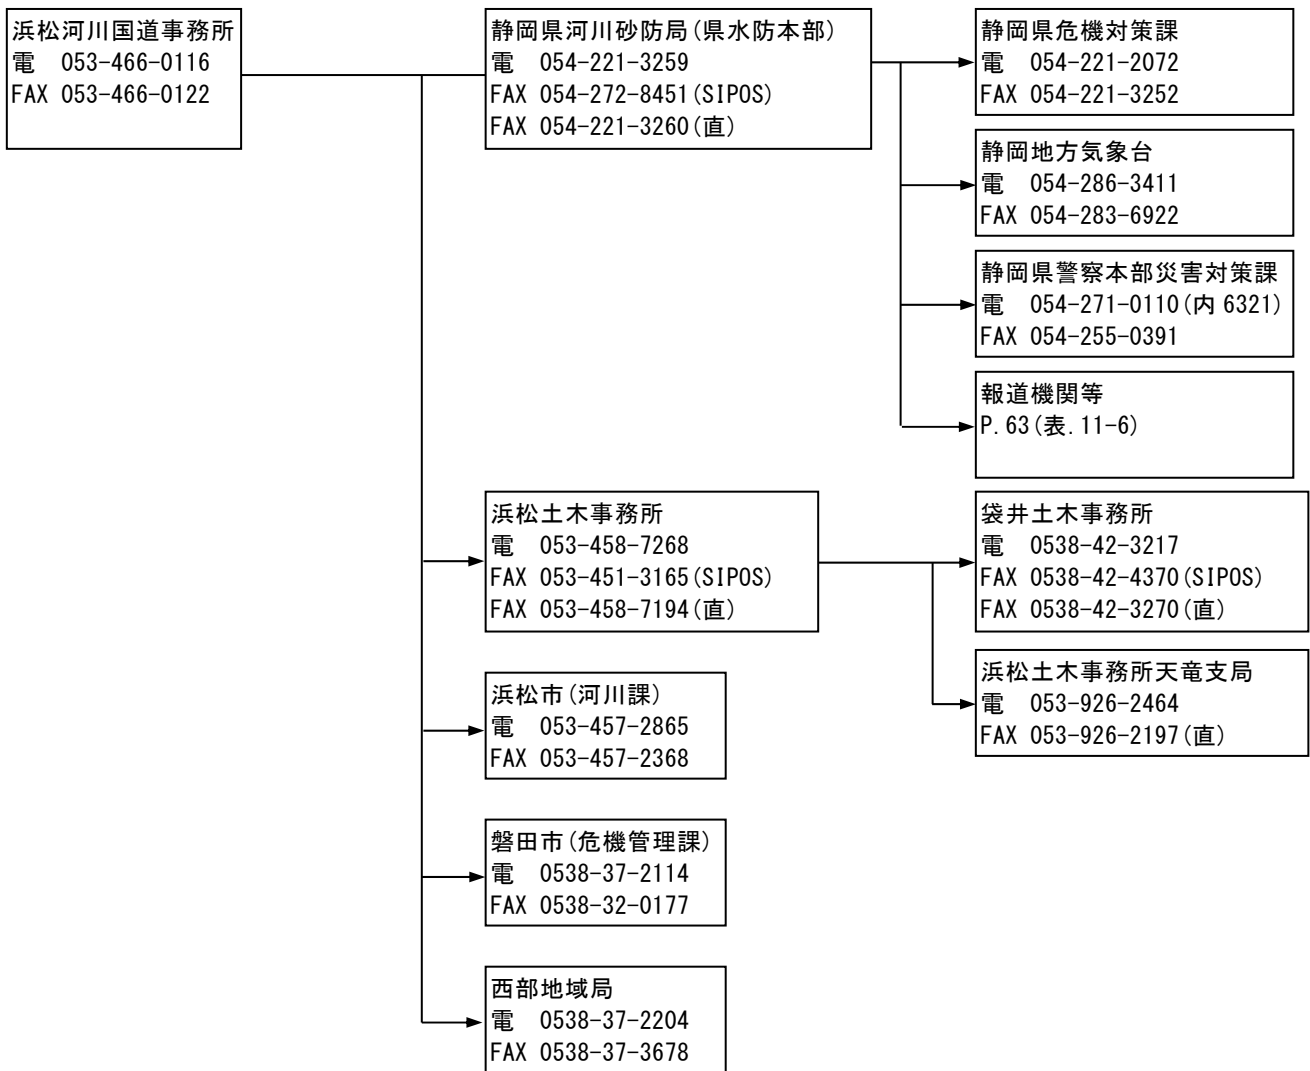 浜松河川国道事務所
電 053-466-0116
FAX 053-466-0122
静岡県河川砂防局(県水防本部)
電 054-221-3259
FAX 054-272-8451(SIPOS)
FAX 054-221-3260(直)
静岡県危機対策課
電 054-221-2072
FAX 054-221-3252
静岡地方気象台
電 054-286-3411
FAX 054-283-6922
静岡県警察本部災害対策課
電 054-271-0110(内 6321)
FAX 054-255-0391
報道機関等
P.63(表.11-6)
浜松土木事務所
電 053-458-7268
FAX 053-451-3165(SIPOS)
FAX 053-458-7194(直)
袋井土木事務所
電 0538-42-3217
FAX 0538-42-4370(SIPOS)
FAX 0538-42-3270(直)
浜松土木事務所天竜支局
電 053-926-2464
FAX 053-926-2197(直)
浜松市(河川課)
電 053-457-2865
FAX 053-457-2368
磐田市(危機管理課)
電 0538-37-2114
FAX 0538-32-0177
西部地域局
電 0538-37-2204
FAX 0538-37-3678